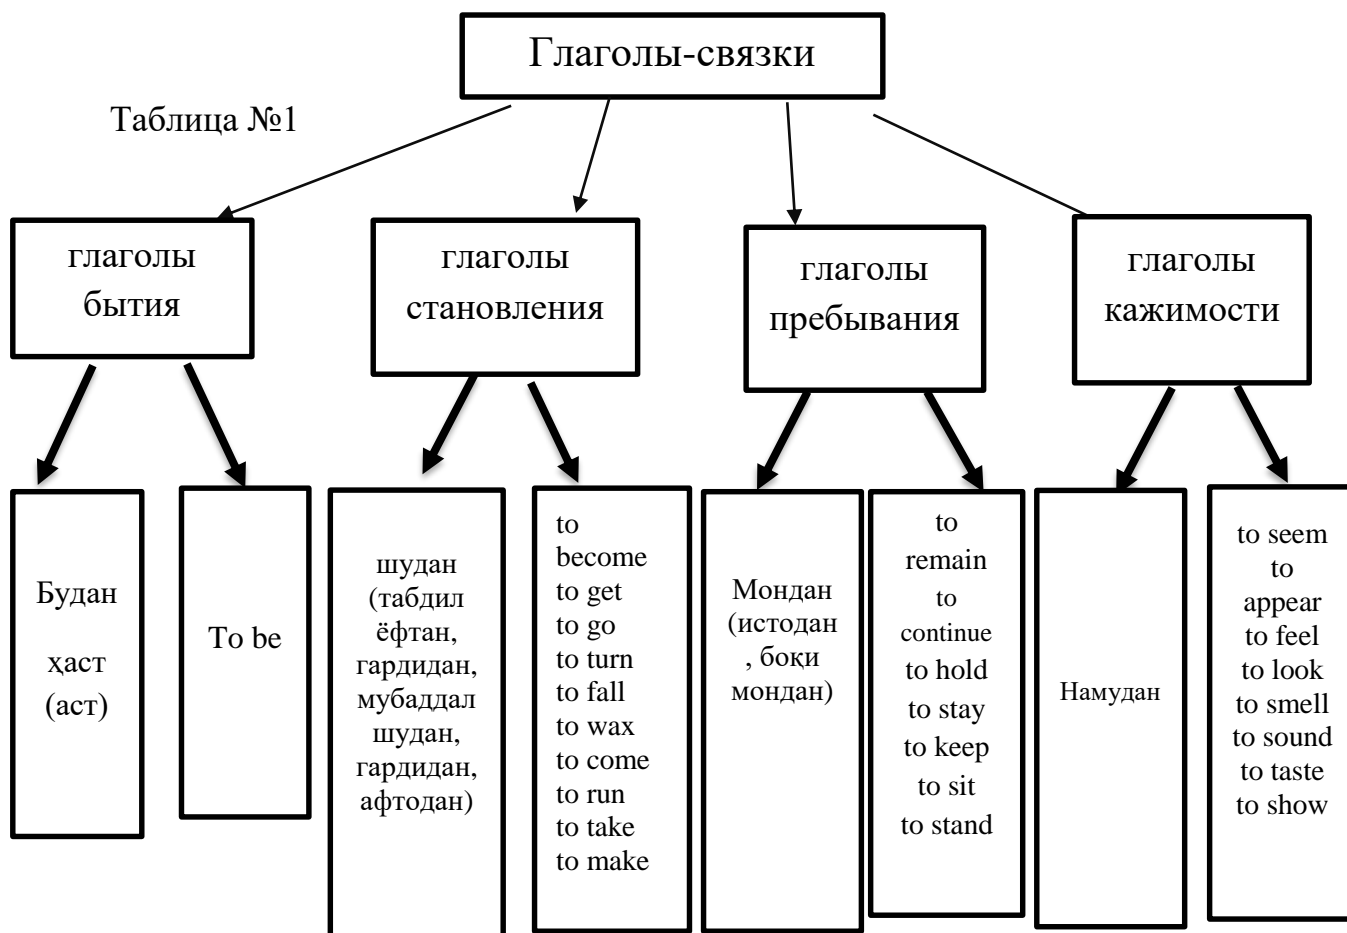 Глаголы-связки
Таблица №1
глаголы
бытия
глаголы
становления
глаголы
пребывания
глаголы
кажимости
Будан
ҳаст
(аст)
To be
шудан
(табдил
ёфтан,
гардидан,
мубаддал
шудан,
гардидан,
афтодан)
to
become
to get
to go
to turn
to fall
to wax
to come
to run
to take
to make
Мондан
(истодан
, боқи
мондан)
to
remain
to
continue
to hold
to stay
to keep
to sit
to stand
Намудан
to seem
to
appear
to feel
to look
to smell
to sound
to taste
to show